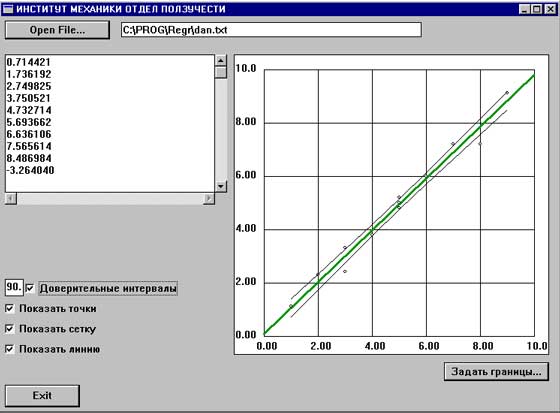 ИНСТИТУТ МЕХАНИКИ ОТДЕЛ ПОЛЗУЧЕСТИ
Open File...
C:\PROG\Regr\dan.txt
0.714421
1.736192
2.749825
3.750521
4.732714
5.693662
6.636106
7.565614
8.486984
-3.264040
10.0
8.00
6.00
4.00
2.00
0.00
0.00 2.00 4.00 6.00 8.00 10.0
90. Доверительные интервалы
Показать точки
Показать сетку
Показать линию
Задать границы...
Exit